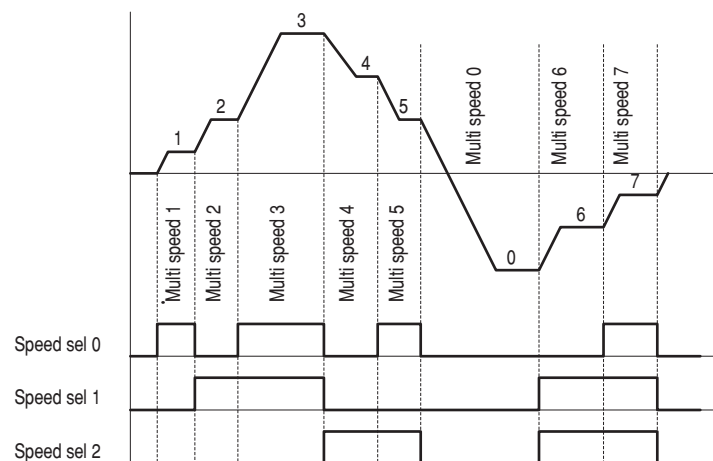 3
4
2
5
1
Multi speed 0
Multi speed 6
Multi speed 7
7
6
0
Multi speed 1
Multi speed 2
Multi speed 3
Multi speed 4
Multi speed 5
Speed sel 0
Speed sel 1
Speed sel 2